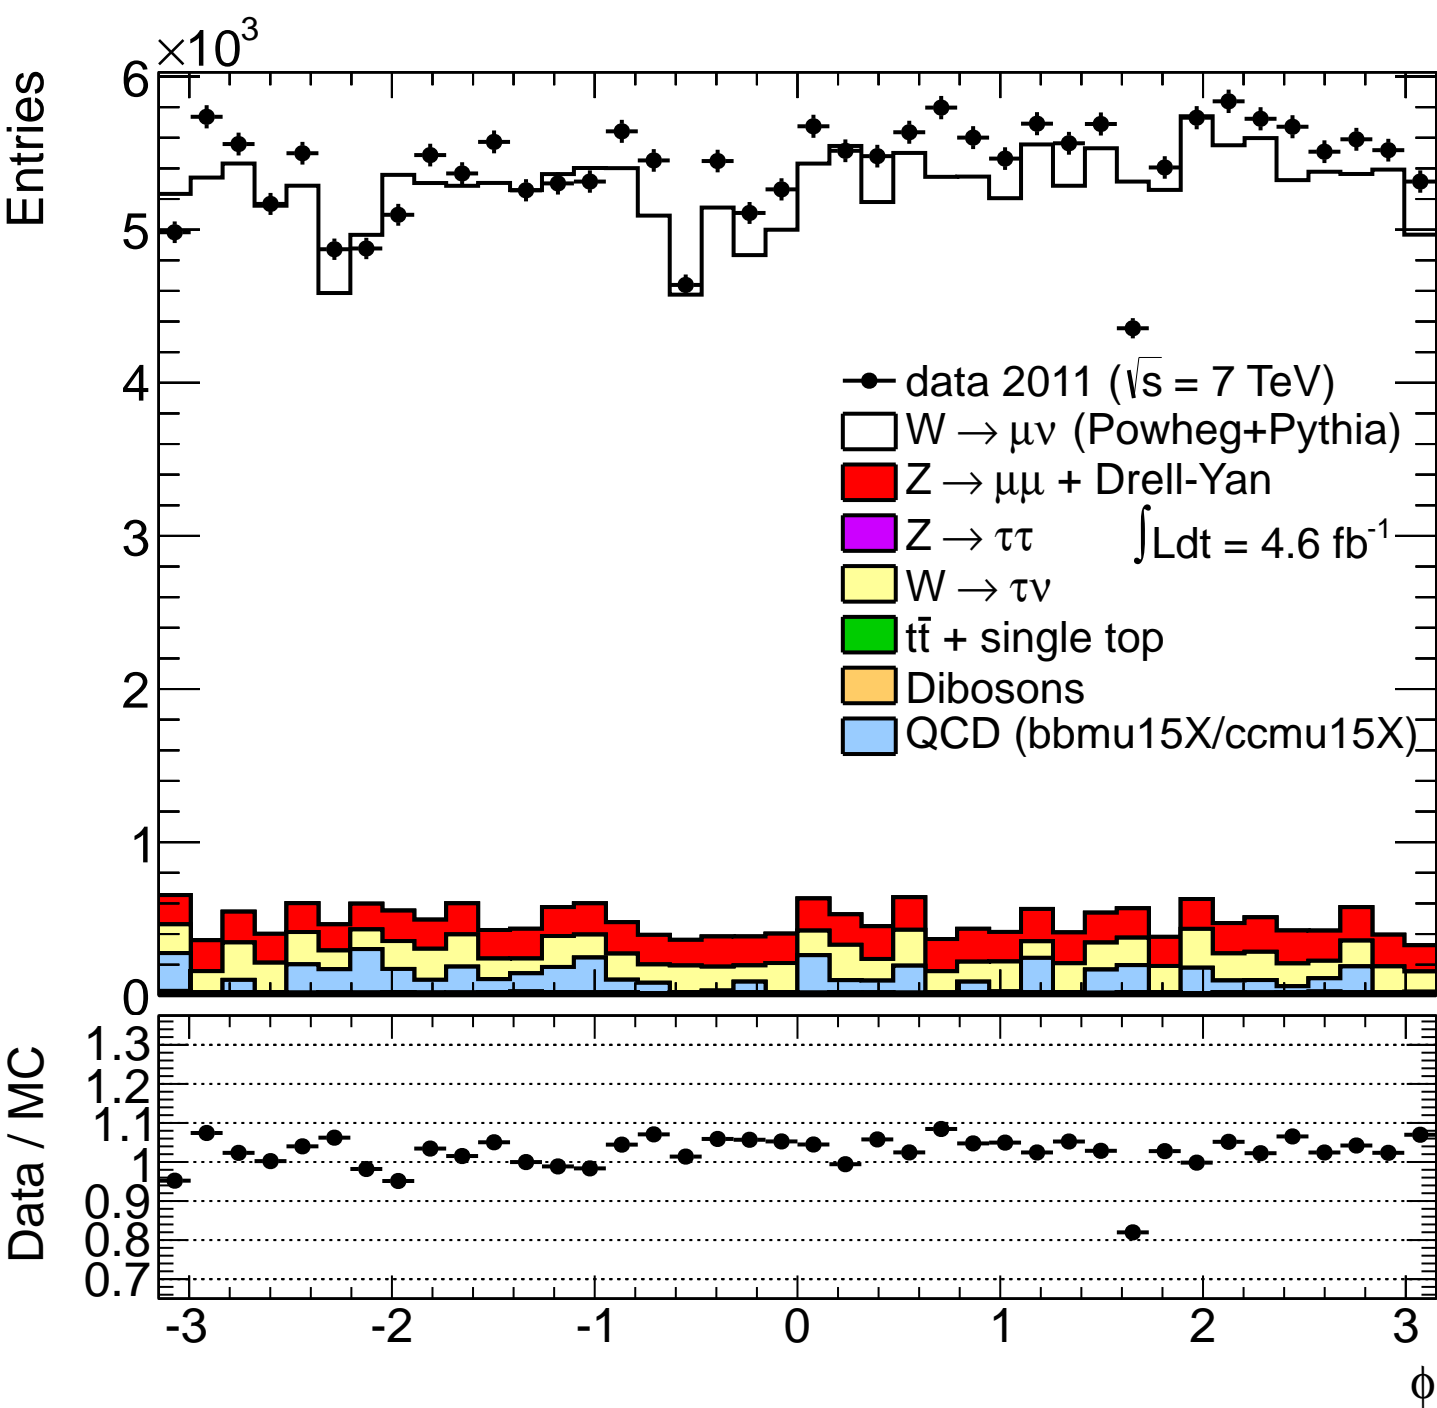 ×10³
Entries
6
5
4
3
2
1
0
data 2011 (√s = 7 TeV)
W → μν (Powheg+Pythia)
Z → μμ + Drell-Yan
Z → ττ
∫Ldt = 4.6 fb⁻¹
W → τν
tt̄ + single top
Dibosons
QCD (bbmu15X/ccmu15X)
Data / MC
1.3
1.2
1.1
1
0.9
0.8
0.7
-3 -2 -1 0 1 2 3
ϕ